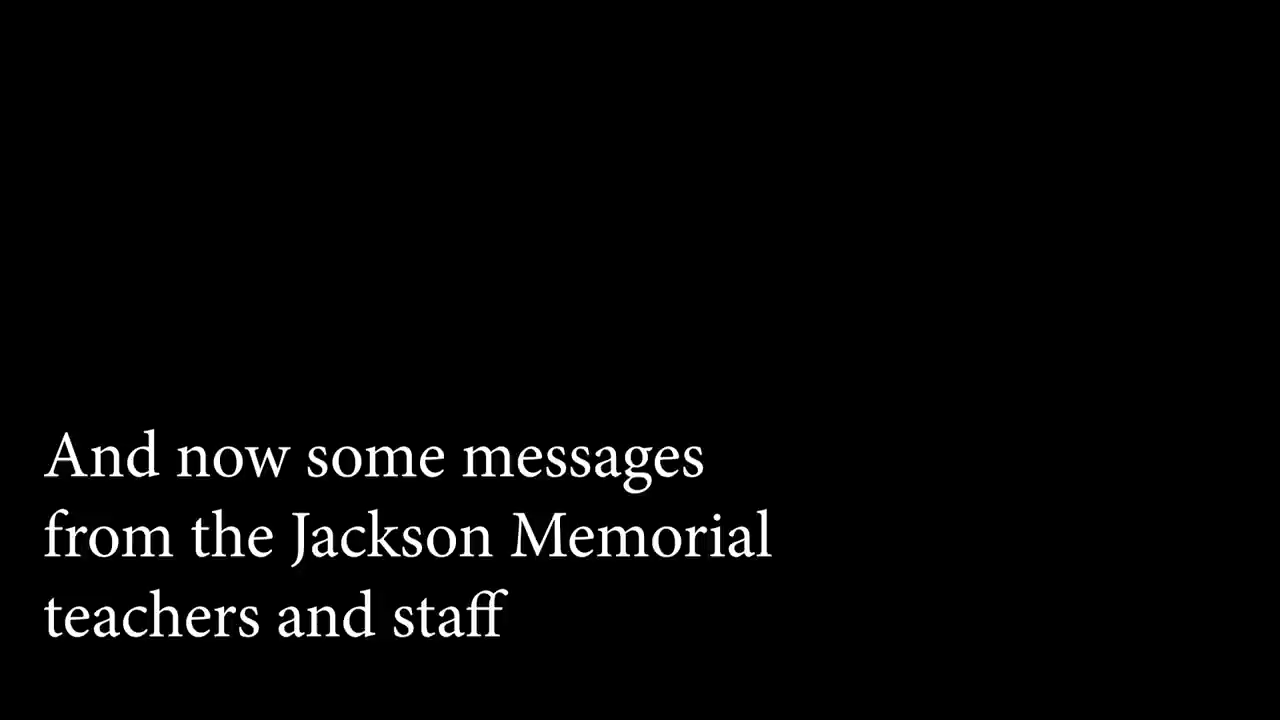 And now some messages
from the Jackson Memorial
teachers and staff